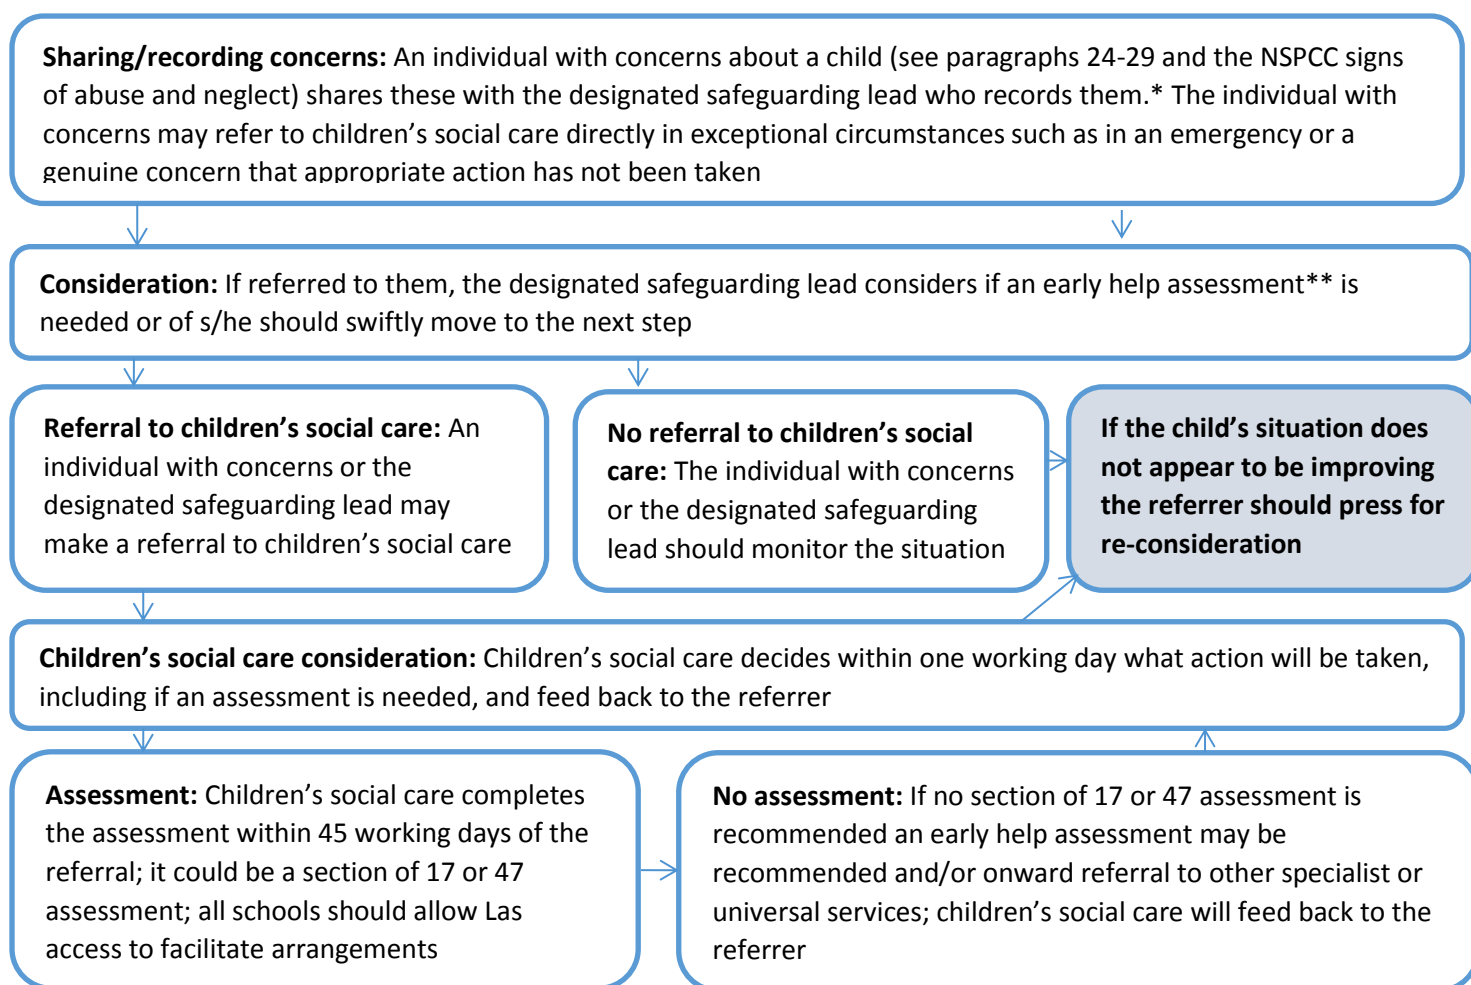 Sharing/recording concerns: An individual with concerns about a child (see paragraphs 24-29 and the NSPCC signs
of abuse and neglect) shares these with the designated safeguarding lead who records them.* The individual with
concerns may refer to children’s social care directly in exceptional circumstances such as in an emergency or a
genuine concern that appropriate action has not been taken
Consideration: If referred to them, the designated safeguarding lead considers if an early help assessment** is
needed or of s/he should swiftly move to the next step
Referral to children’s social care: An
individual with concerns or the
designated safeguarding lead may
make a referral to children’s social care
No referral to children’s social
care: The individual with concerns
or the designated safeguarding
lead should monitor the situation
If the child’s situation does
not appear to be improving
the referrer should press for
re-consideration
Children’s social care consideration: Children’s social care decides within one working day what action will be taken,
including if an assessment is needed, and feed back to the referrer
Assessment: Children’s social care completes
the assessment within 45 working days of the
referral; it could be a section of 17 or 47
assessment; all schools should allow Las
access to facilitate arrangements
No assessment: If no section of 17 or 47 assessment is
recommended an early help assessment may be
recommended and/or onward referral to other specialist or
universal services; children’s social care will feed back to the
referrer